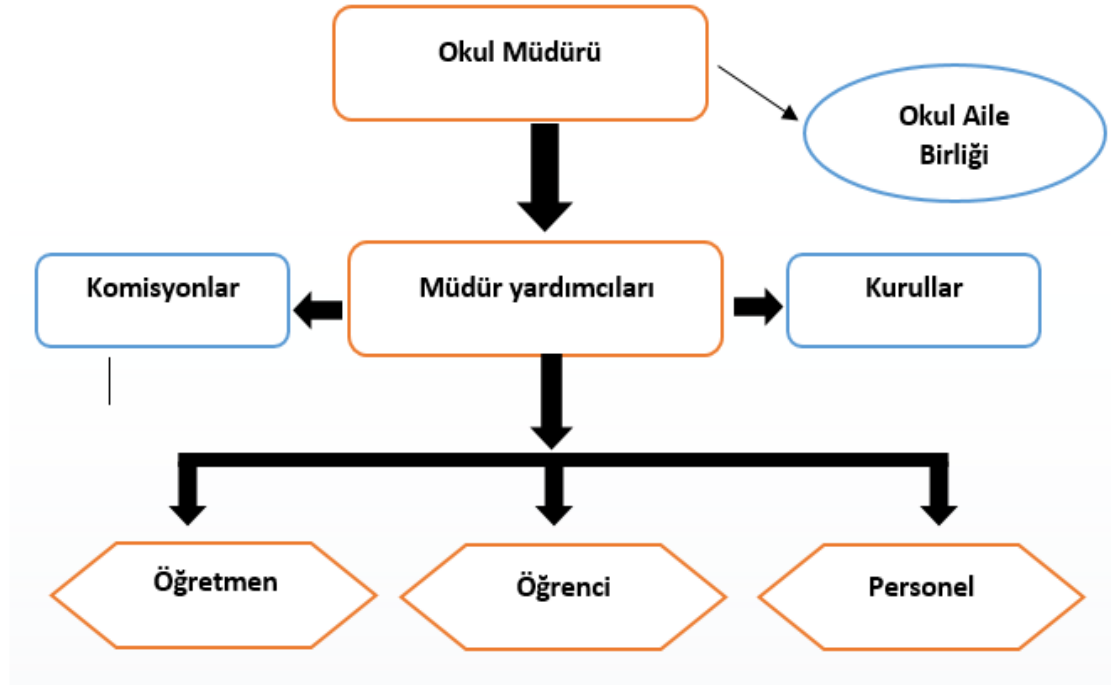 Okul Müdürü
Okul Aile
Birliği
Komisyonlar
Müdür yardımcıları
Kurullar
Öğretmen
Öğrenci
Personel